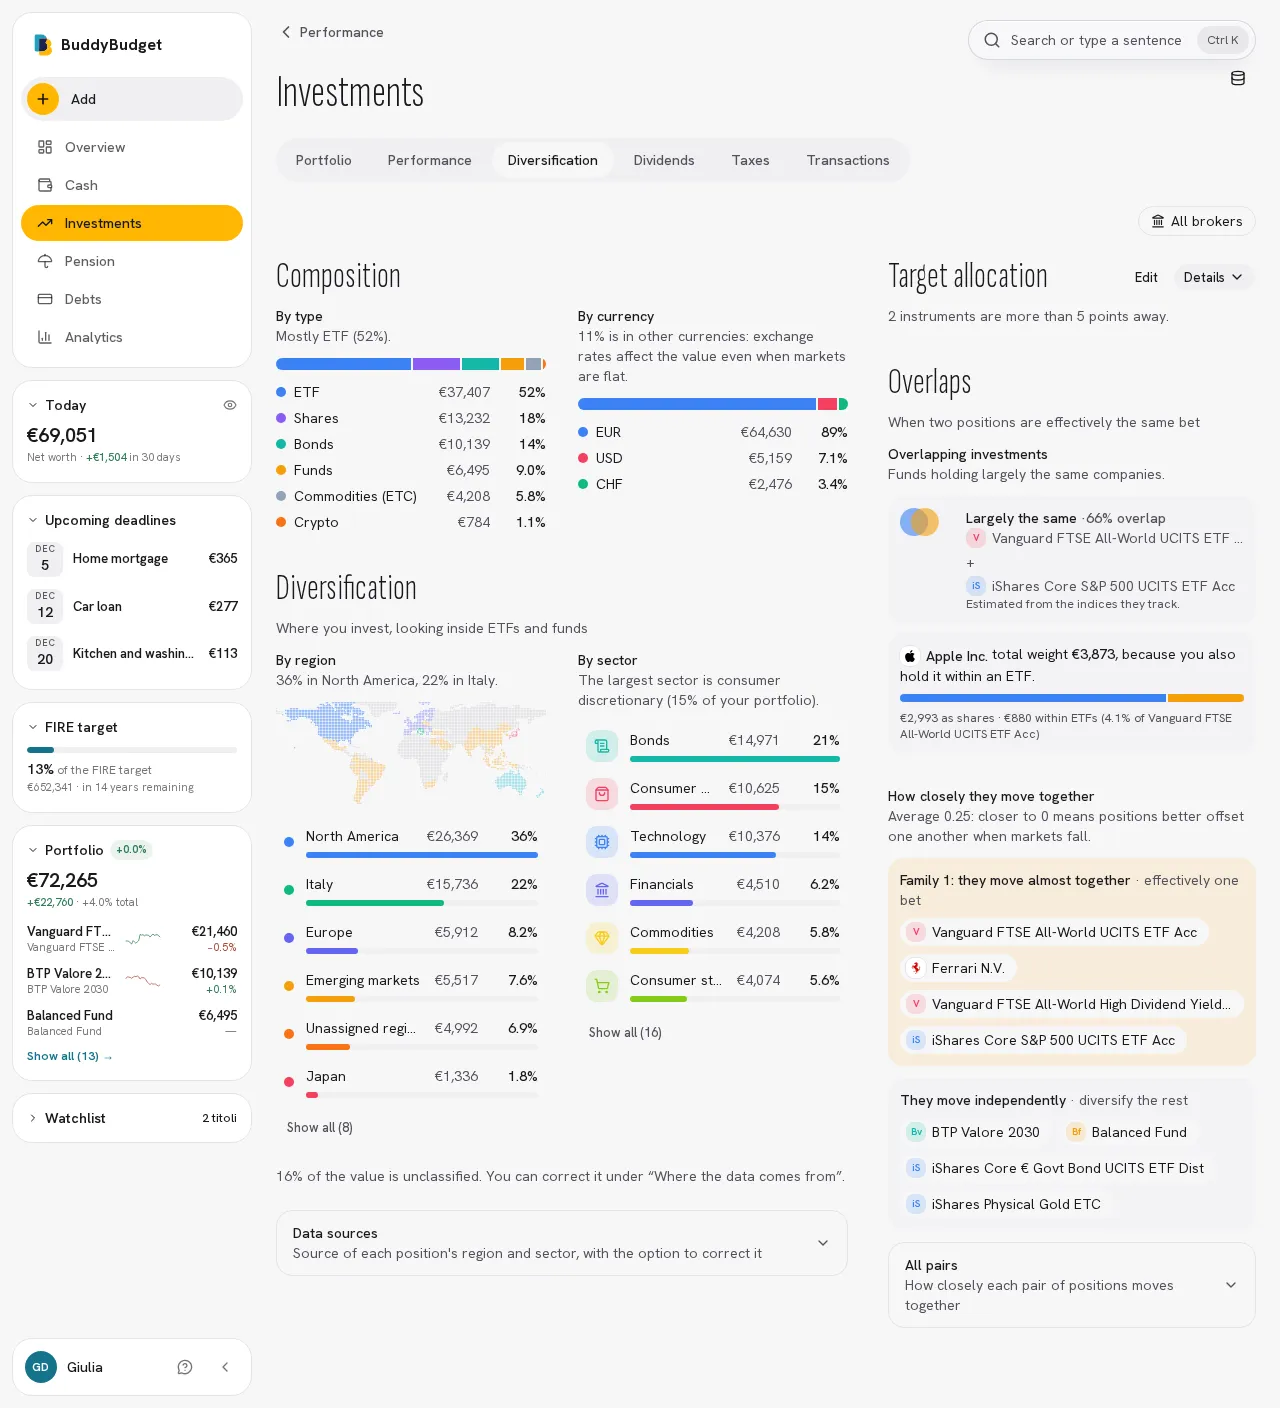 BuddyBudget
Add
Overview
Cash
Investments
Pension
Debts
Analytics
Today
€69,051
Net worth · +€1,504 in 30 days
Upcoming deadlines
DEC
5
Home mortgage
€365
DEC
12
Car loan
€277
DEC
20
Kitchen and washin...
€113
FIRE target
13% of the FIRE target
€652,341 · in 14 years remaining
Portfolio
+0.0%
€72,265
+€22,760 · +4.0% total
Vanguard FT...
€21,460
Vanguard FTSE ...
-0.5%
BTP Valore 2...
€10,139
BTP Valore 2030
+0.1%
Balanced Fund
€6,495
Balanced Fund
—
Show all (13) →
Watchlist
2 titoli
GD
Giulia
Performance
Search or type a sentence
Ctrl K
Investments
Portfolio
Performance
Diversification
Dividends
Taxes
Transactions
All brokers
Composition
By type
Mostly ETF (52%).
ETF €37,407 52%
Shares €13,232 18%
Bonds €10,139 14%
Funds €6,495 9.0%
Commodities (ETC) €4,208 5.8%
Crypto €784 1.1%
By currency
11% is in other currencies: exchange
rates affect the value even when markets
are flat.
EUR €64,630 89%
USD €5,159 7.1%
CHF €2,476 3.4%
Diversification
Where you invest, looking inside ETFs and funds
By region
36% in North America, 22% in Italy.
North America €26,369 36%
Italy €15,736 22%
Europe €5,912 8.2%
Emerging markets €5,517 7.6%
Unassigned regi... €4,992 6.9%
Japan €1,336 1.8%
Show all (8)
By sector
The largest sector is consumer
discretionary (15% of your portfolio).
Bonds €14,971 21%
Consumer ... €10,625 15%
Technology €10,376 14%
Financials €4,510 6.2%
Commodities €4,208 5.8%
Consumer st... €4,074 5.6%
Show all (16)
16% of the value is unclassified. You can correct it under “Where the data comes from”.
Data sources
Source of each position's region and sector, with the option to correct it
Target allocation
Edit
Details
2 instruments are more than 5 points away.
Overlaps
When two positions are effectively the same bet
Overlapping investments
Funds holding largely the same companies.
Largely the same · 66% overlap
V Vanguard FTSE All-World UCITS ETF ...
+
iS iShares Core S&P 500 UCITS ETF Acc
Estimated from the indices they track.
Apple Inc. total weight €3,873, because you also
hold it within an ETF.
€2,993 as shares · €880 within ETFs (4.1% of Vanguard FTSE
All-World UCITS ETF Acc)
How closely they move together
Average 0.25: closer to 0 means positions better offset
one another when markets fall.
Family 1: they move almost together · effectively one
bet
V Vanguard FTSE All-World UCITS ETF Acc
Ferrari N.V.
V Vanguard FTSE All-World High Dividend Yield...
iS iShares Core S&P 500 UCITS ETF Acc
They move independently · diversify the rest
Bv BTP Valore 2030
Bf Balanced Fund
iS iShares Core € Govt Bond UCITS ETF Dist
iS iShares Physical Gold ETC
All pairs
How closely each pair of positions moves
together